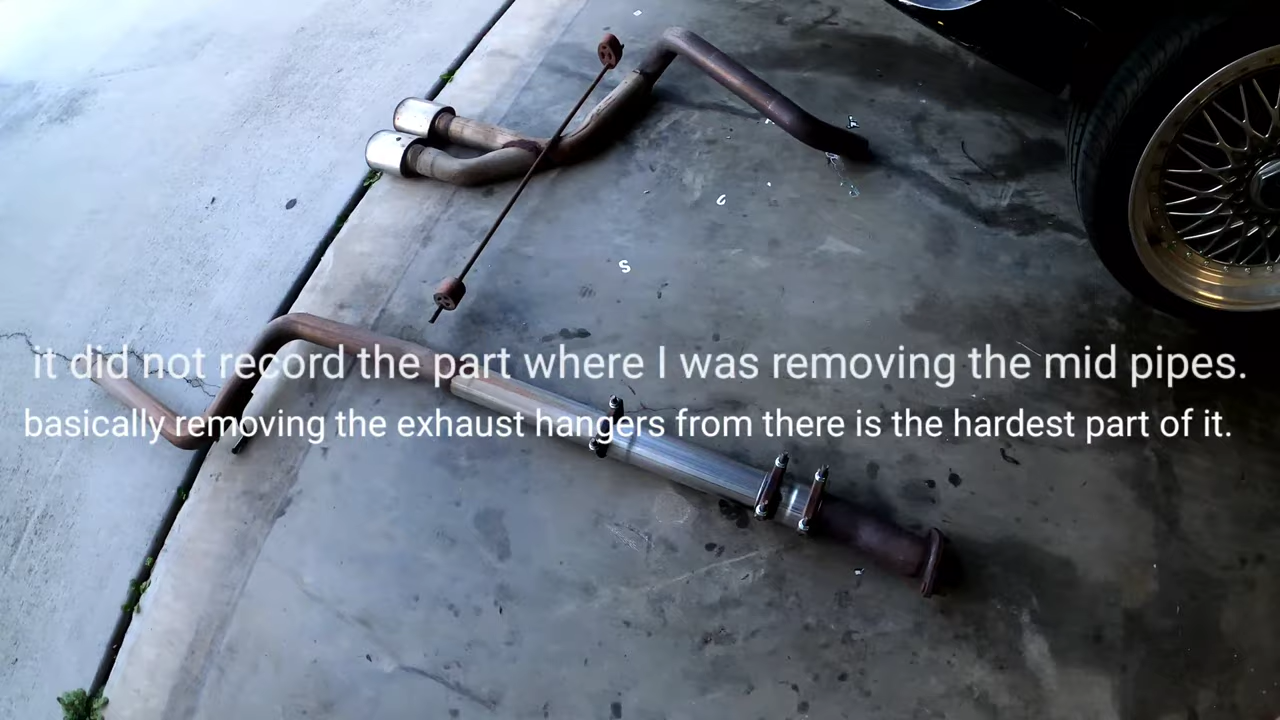 it did not record the part where I was removing the mid pipes.
basically removing the exhaust hangers from there is the hardest part of it.